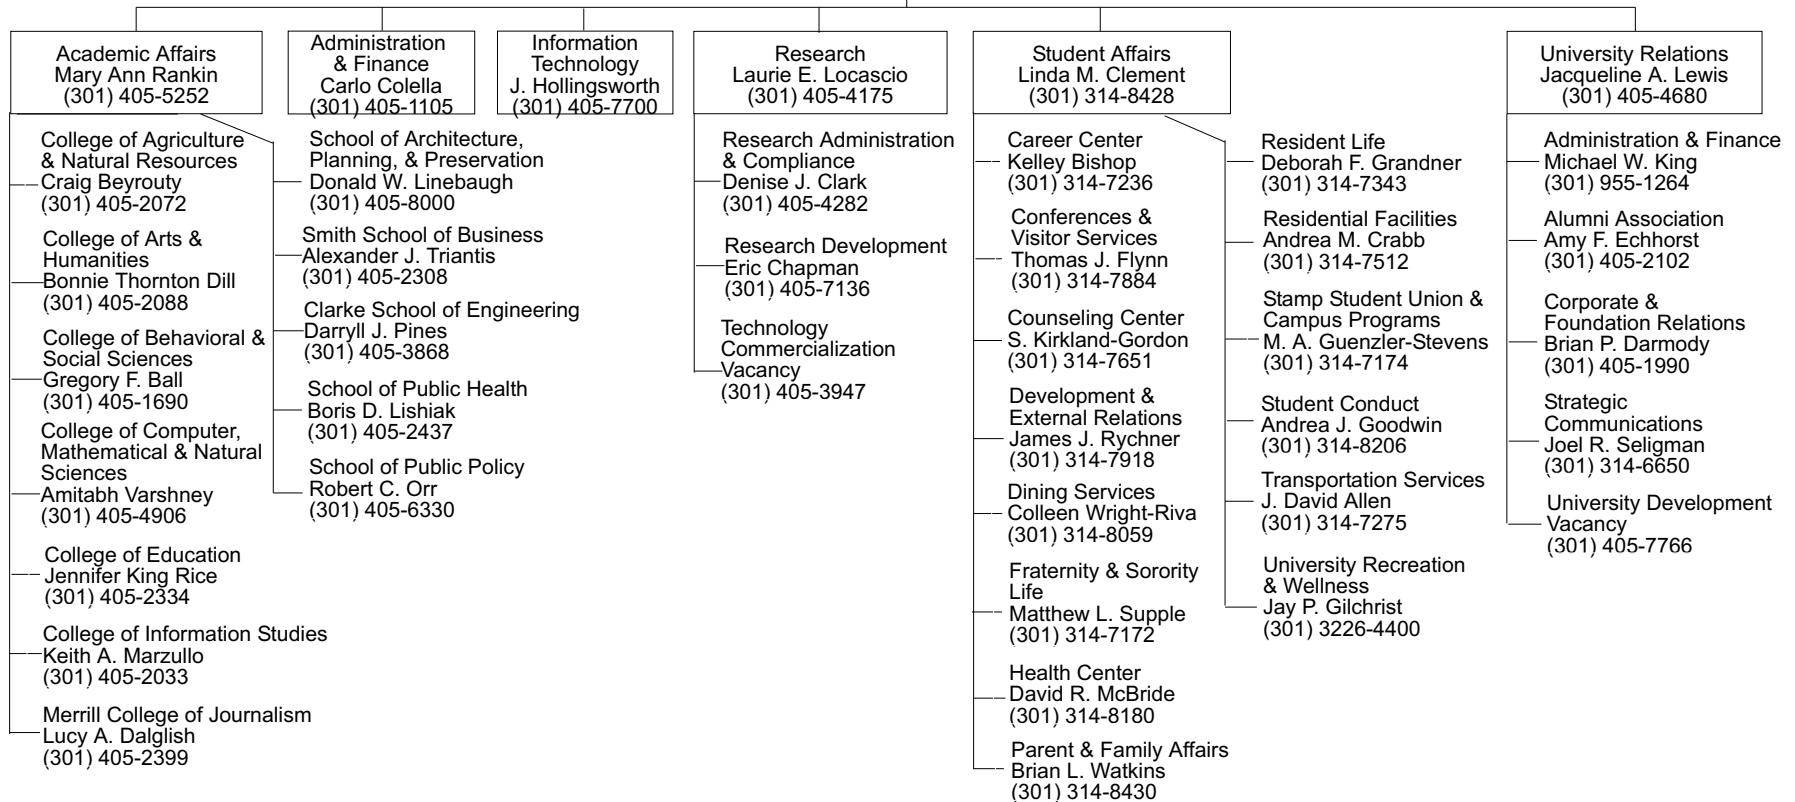 Academic Affairs
Mary Ann Rankin
(301) 405-5252
Administration
& Finance
Carlo Colella
(301) 405-1105
Information
Technology
J. Hollingsworth
(301) 405-7700
Research
Laurie E. Locascio
(301) 405-4175
Student Affairs
Linda M. Clement
(301) 314-8428
University Relations
Jacqueline A. Lewis
(301) 405-4680
College of Agriculture
& Natural Resources
Craig Beyrouty
(301) 405-2072
College of Arts &
Humanities
Bonnie Thornton Dill
(301) 405-2088
College of Behavioral &
Social Sciences
Gregory F. Ball
(301) 405-1690
College of Computer,
Mathematical & Natural
Sciences
Amitabh Varshney
(301) 405-4906
College of Education
Jennifer King Rice
(301) 405-2334
College of Information Studies
Keith A. Marzullo
(301) 405-2033
Merrill College of Journalism
Lucy A. Dalglish
(301) 405-2399
School of Architecture,
Planning, & Preservation
Donald W. Linebaugh
(301) 405-8000
Smith School of Business
Alexander J. Triantis
(301) 405-2308
Clarke School of Engineering
Darryll J. Pines
(301) 405-3868
School of Public Health
Boris D. Lishiak
(301) 405-2437
School of Public Policy
Robert C. Orr
(301) 405-6330
Research Administration
& Compliance
Denise J. Clark
(301) 405-4282
Research Development
Eric Chapman
(301) 405-7136
Technology
Commercialization
Vacancy
(301) 405-3947
Career Center
Kelley Bishop
(301) 314-7236
Conferences &
Visitor Services
Thomas J. Flynn
(301) 314-7884
Counseling Center
S. Kirkland-Gordon
(301) 314-7651
Development &
External Relations
James J. Rychner
(301) 314-7918
Dining Services
Colleen Wright-Riva
(301) 314-8059
Fraternity & Sorority
Life
Matthew L. Supple
(301) 314-7172
Health Center
David R. McBride
(301) 314-8180
Parent & Family Affairs
Brian L. Watkins
(301) 314-8430
Resident Life
Deborah F. Grandner
(301) 314-7343
Residential Facilities
Andrea M. Crabb
(301) 314-7512
Stamp Student Union &
Campus Programs
M. A. Guenzler-Stevens
(301) 314-7174
Student Conduct
Andrea J. Goodwin
(301) 314-8206
Transportation Services
J. David Allen
(301) 314-7275
University Recreation
& Wellness
Jay P. Gilchrist
(301) 3226-4400
Administration & Finance
Michael W. King
(301) 955-1264
Alumni Association
Amy F. Echhorst
(301) 405-2102
Corporate &
Foundation Relations
Brian P. Darmody
(301) 405-1990
Strategic
Communications
Joel R. Seligman
(301) 314-6650
University Development
Vacancy
(301) 405-7766